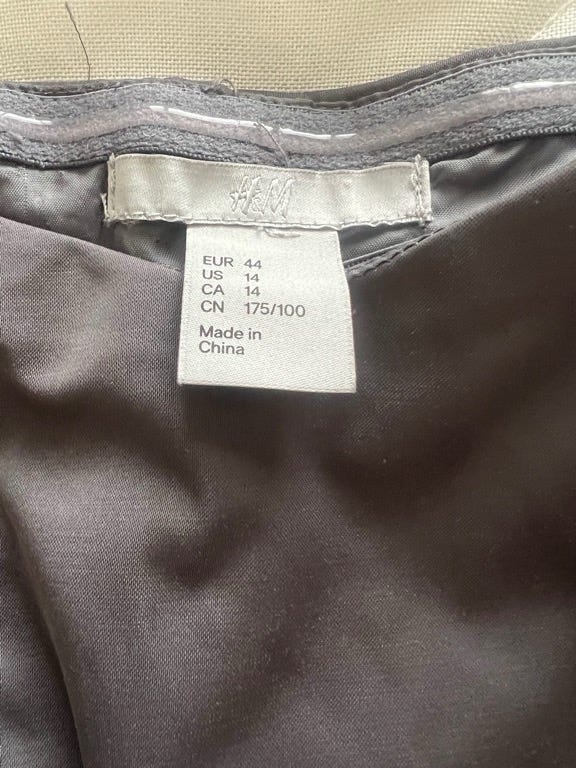 H&M
EUR 44
US 14
CA 14
CN 175/100
Made in
China